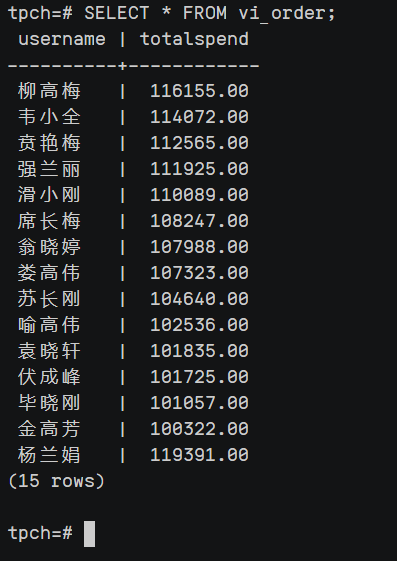 tpch=# SELECT * FROM vi_order;
username | totalspend
----------+------------
柳高梅 | 116155.00
韦小全 | 114072.00
贲艳梅 | 112565.00
强兰丽 | 111925.00
滑小刚 | 110089.00
席长梅 | 108247.00
翁晓婷 | 107988.00
娄高伟 | 107323.00
苏长刚 | 104640.00
喻高伟 | 102536.00
袁晓轩 | 101835.00
伏成峰 | 101725.00
毕晓刚 | 101057.00
金高芳 | 100322.00
杨兰娟 | 119391.00
(15 rows)
tpch=#